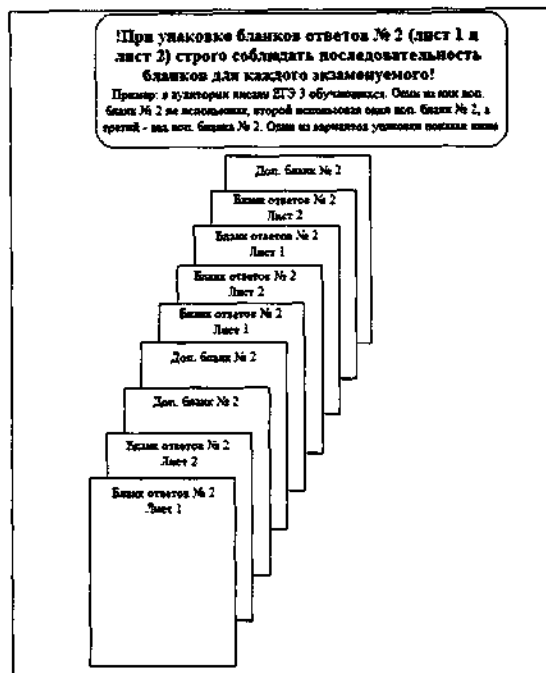 !При упаковке бланков ответов № 2 (лист 1 и
лист 2) строго соблюдать последовательность
бланков для каждого экзаменуемого!
Пример: в аудитории писали ЕГЭ 3 обучающихся. Один из них доп.
бланк № 2 не использовал, второй использовал один доп. бланк № 2, а
третий - два доп. бланка № 2. Один из вариантов упаковки показан ниже
Доп. бланк № 2
Бланк ответов № 2
Лист 2
Бланк ответов № 2
Лист 1
Бланк ответов № 2
Лист 2
Бланк ответов № 2
Лист 1
Доп. бланк № 2
Доп. бланк № 2
Бланк ответов № 2
Лист 2
Бланк ответов № 2
Лист 1